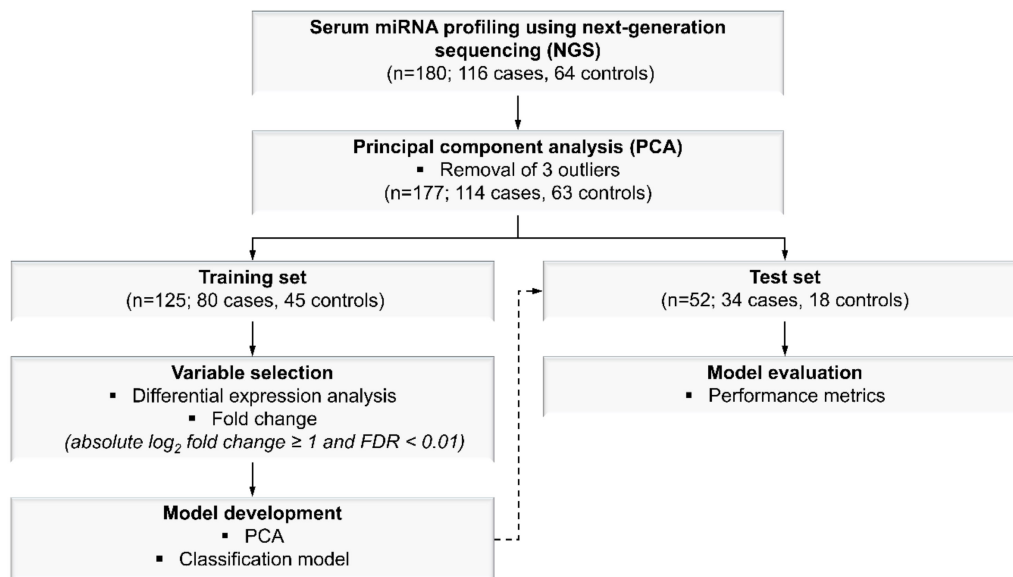 Serum miRNA profiling using next-generation
sequencing (NGS)
(n=180; 116 cases, 64 controls)
Principal component analysis (PCA)
▪ Removal of 3 outliers
(n=177; 114 cases, 63 controls)
Training set
(n=125; 80 cases, 45 controls)
Test set
(n=52; 34 cases, 18 controls)
Variable selection
▪ Differential expression analysis
▪ Fold change
(absolute log₂ fold change ≥ 1 and FDR < 0.01)
Model evaluation
▪ Performance metrics
Model development
▪ PCA
▪ Classification model